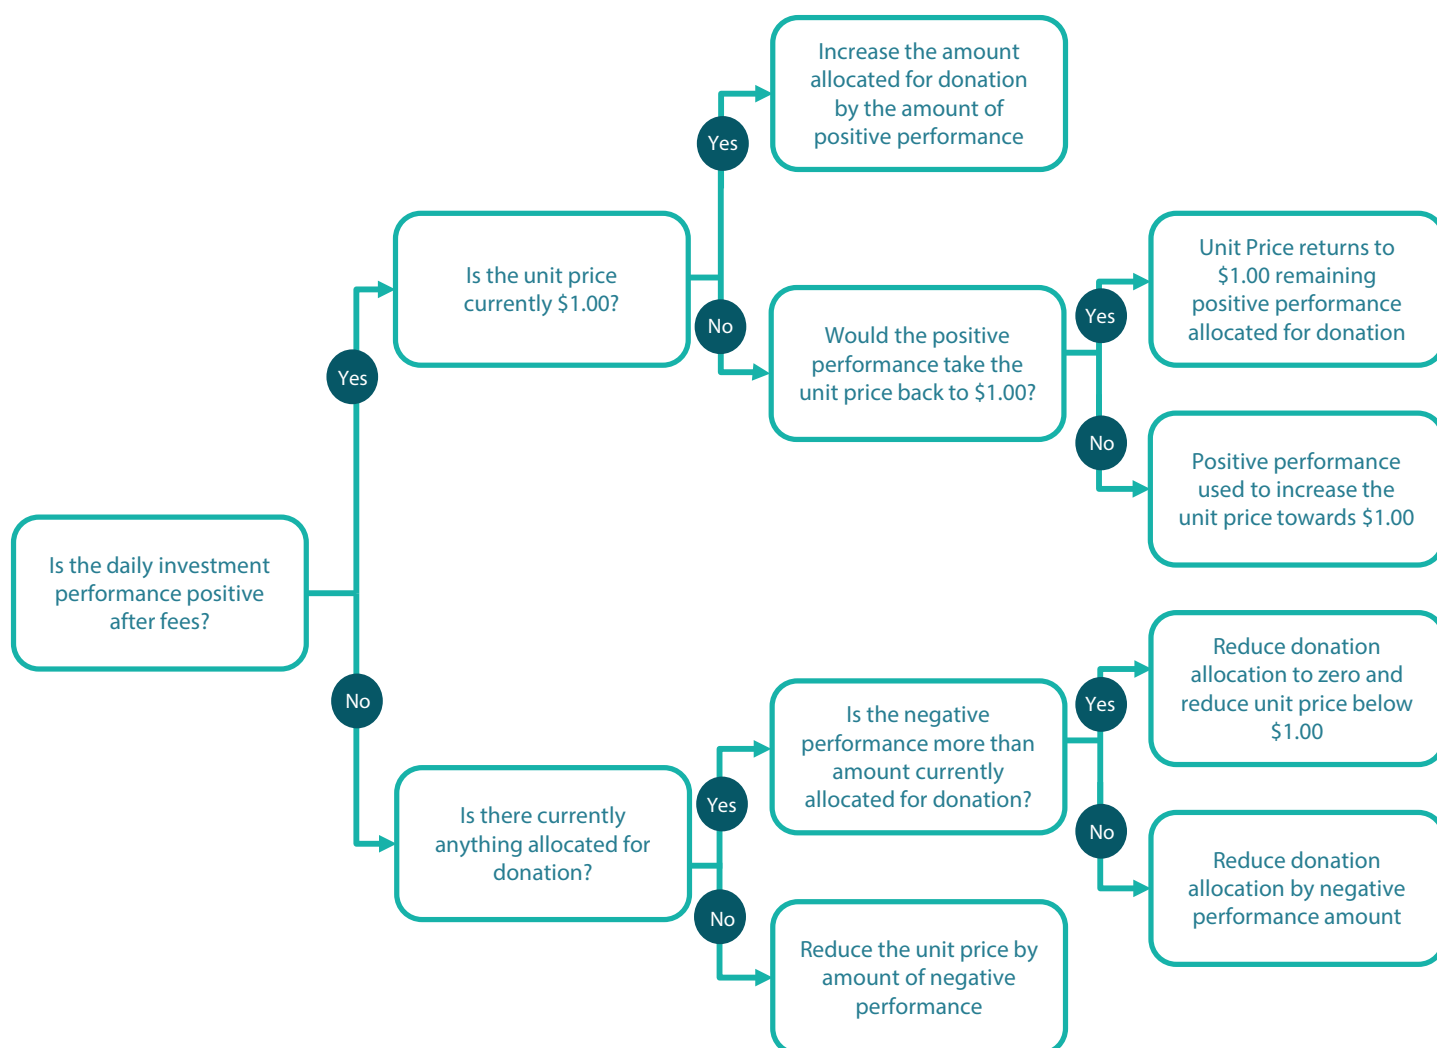 Increase the amount
allocated for donation
by the amount of
positive performance
Yes
Is the unit price
currently $1.00?
No
Would the positive
performance take the
unit price back to $1.00?
Yes
Unit Price returns to
$1.00 remaining
positive performance
allocated for donation
No
Positive performance
used to increase the
unit price towards $1.00
Yes
Is the daily investment
performance positive
after fees?
No
Is there currently
anything allocated for
donation?
Yes
Is the negative
performance more than
amount currently
allocated for donation?
Yes
Reduce donation
allocation to zero and
reduce unit price below
$1.00
No
Reduce donation
allocation by negative
performance amount
No
Reduce the unit price by
amount of negative
performance